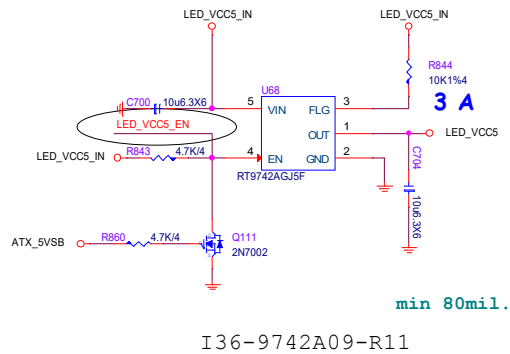 LED_VCC5_IN
LED_VCC5_IN
R844
10K1%4
3 A
C700
10u6.3X6
U68
5
VIN
FLG
3
LED_VCC5_EN
OUT
1
LED_VCC5
LED_VCC5_IN
R843
4.7K/4
4
EN
GND
2
RT9742AGJ5F
C704
10u6.3X6
ATX_5VSB
R860
4.7K/4
Q111
2N7002
min 80mil.
I36-9742A09-R11